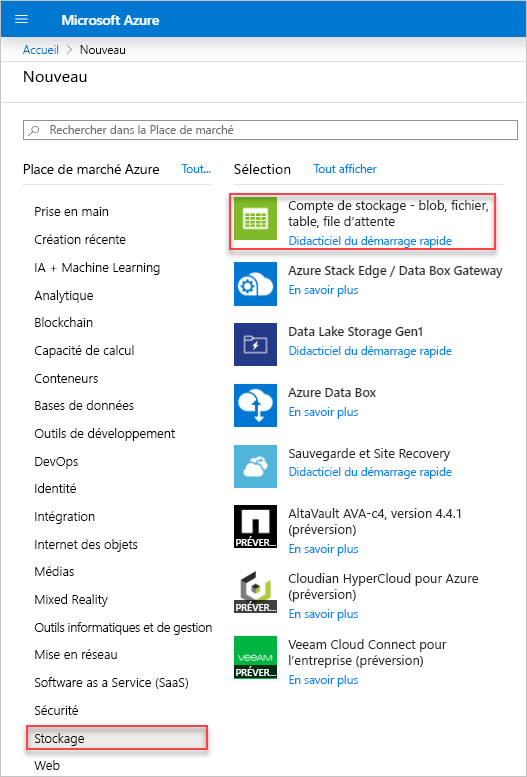 Microsoft Azure
Accueil > Nouveau
Nouveau
Rechercher dans la Place de marché
Place de marché Azure Tout...
Prise en main
Création récente
IA + Machine Learning
Analytique
Blockchain
Capacité de calcul
Conteneurs
Bases de données
Outils de développement
DevOps
Identité
Intégration
Internet des objets
Médias
Mixed Reality
Outils informatiques et de gestion
Mise en réseau
Software as a Service (SaaS)
Sécurité
Stockage
Web
Sélection Tout afficher
Compte de stockage - blob, fichier,
table, file d'attente
Didacticiel du démarrage rapide
Azure Stack Edge / Data Box Gateway
En savoir plus
Data Lake Storage Gen1
Didacticiel du démarrage rapide
Azure Data Box
En savoir plus
Sauvegarde et Site Recovery
Didacticiel du démarrage rapide
PRÉVER...
AltaVault AVA-c4, version 4.4.1
(préversion)
En savoir plus
PRÉVER...
Cloudian HyperCloud pour Azure
(préversion)
En savoir plus
veeAM
PRÉVER...
Veeam Cloud Connect pour
l'entreprise (préversion)
En savoir plus